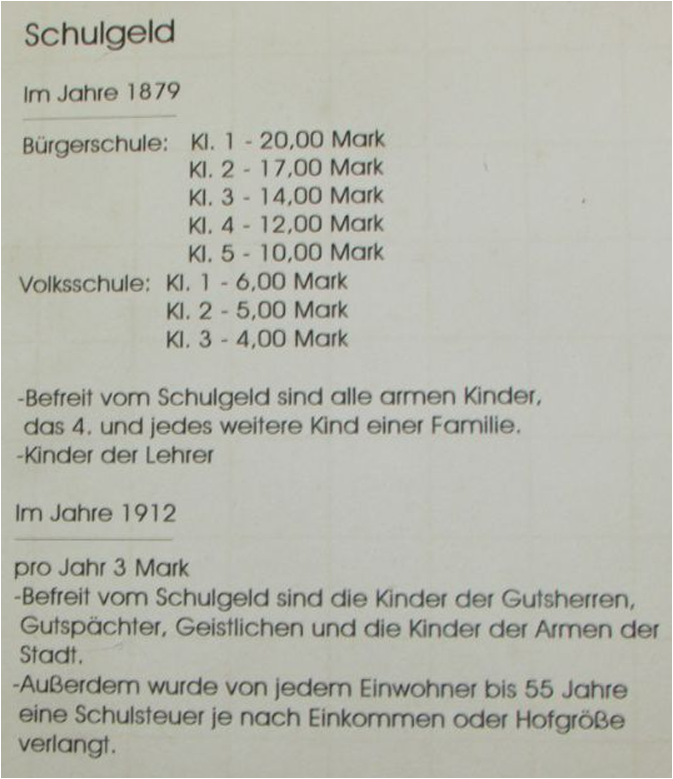 Schulgeld
Im Jahre 1879
Bürgerschule: Kl. 1 - 20,00 Mark
Kl. 2 - 17,00 Mark
Kl. 3 - 14,00 Mark
Kl. 4 - 12,00 Mark
Kl. 5 - 10,00 Mark
Volksschule: Kl. 1 - 6,00 Mark
Kl. 2 - 5,00 Mark
Kl. 3 - 4,00 Mark
-Befreit vom Schulgeld sind alle armen Kinder,
das 4. und jedes weitere Kind einer Familie.
-Kinder der Lehrer
Im Jahre 1912
pro Jahr 3 Mark
-Befreit vom Schulgeld sind die Kinder der Gutsherren,
Gutspächter, Geistlichen und die Kinder der Armen der
Stadt.
-Außerdem wurde von jedem Einwohner bis 55 Jahre
eine Schulsteuer je nach Einkommen oder Hofgröße
verlangt.